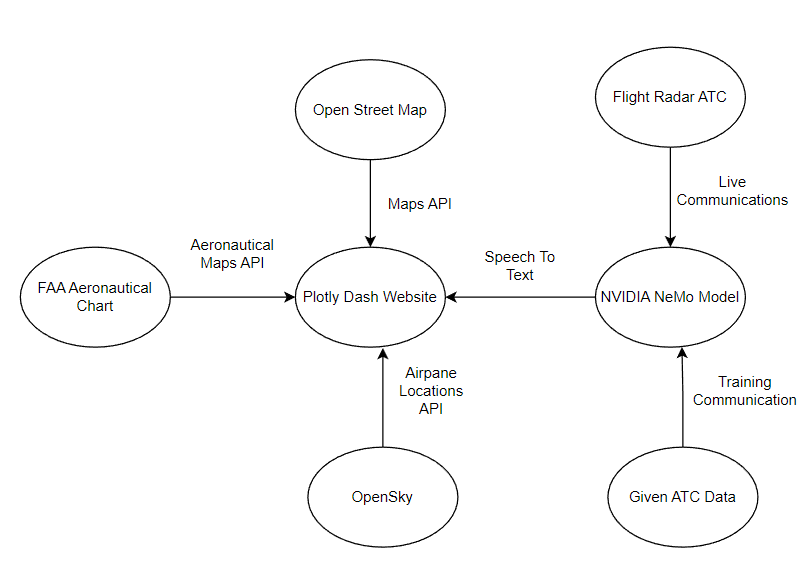 Open Street Map
Flight Radar ATC
Maps API
Live
Communications
Aeronautical
Maps API
Speech To
Text
FAA Aeronautical
Chart
Plotly Dash Website
NVIDIA NeMo Model
Airpane
Locations
API
Training
Communication
OpenSky
Given ATC Data